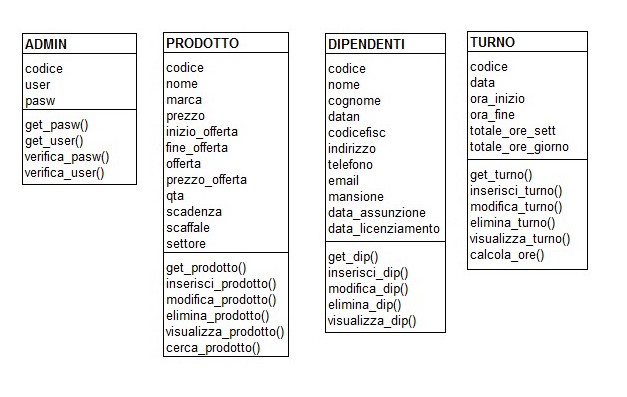 ADMIN
codice
user
pasw
get_pasw()
get_user()
verifica_pasw()
verifica_user()
PRODOTTO
codice
nome
marca
prezzo
inizio_offerta
fine_offerta
offerta
prezzo_offerta
qta
scadenza
scaffale
settore
get_prodotto()
inserisci_prodotto()
modifica_prodotto()
elimina_prodotto()
visualizza_prodotto()
cerca_prodotto()
DIPENDENTI
codice
nome
cognome
datan
codicefisc
indirizzo
telefono
email
mansione
data_assunzione
data_licenziamento
get_dip()
inserisci_dip()
modifica_dip()
elimina_dip()
visualizza_dip()
TURNO
codice
data
ora_inizio
ora_fine
totale_ore_sett
totale_ore_giorno
get_turno()
inserisci_turno()
modifica_turno()
elimina_turno()
visualizza_turno()
calcola_ore()